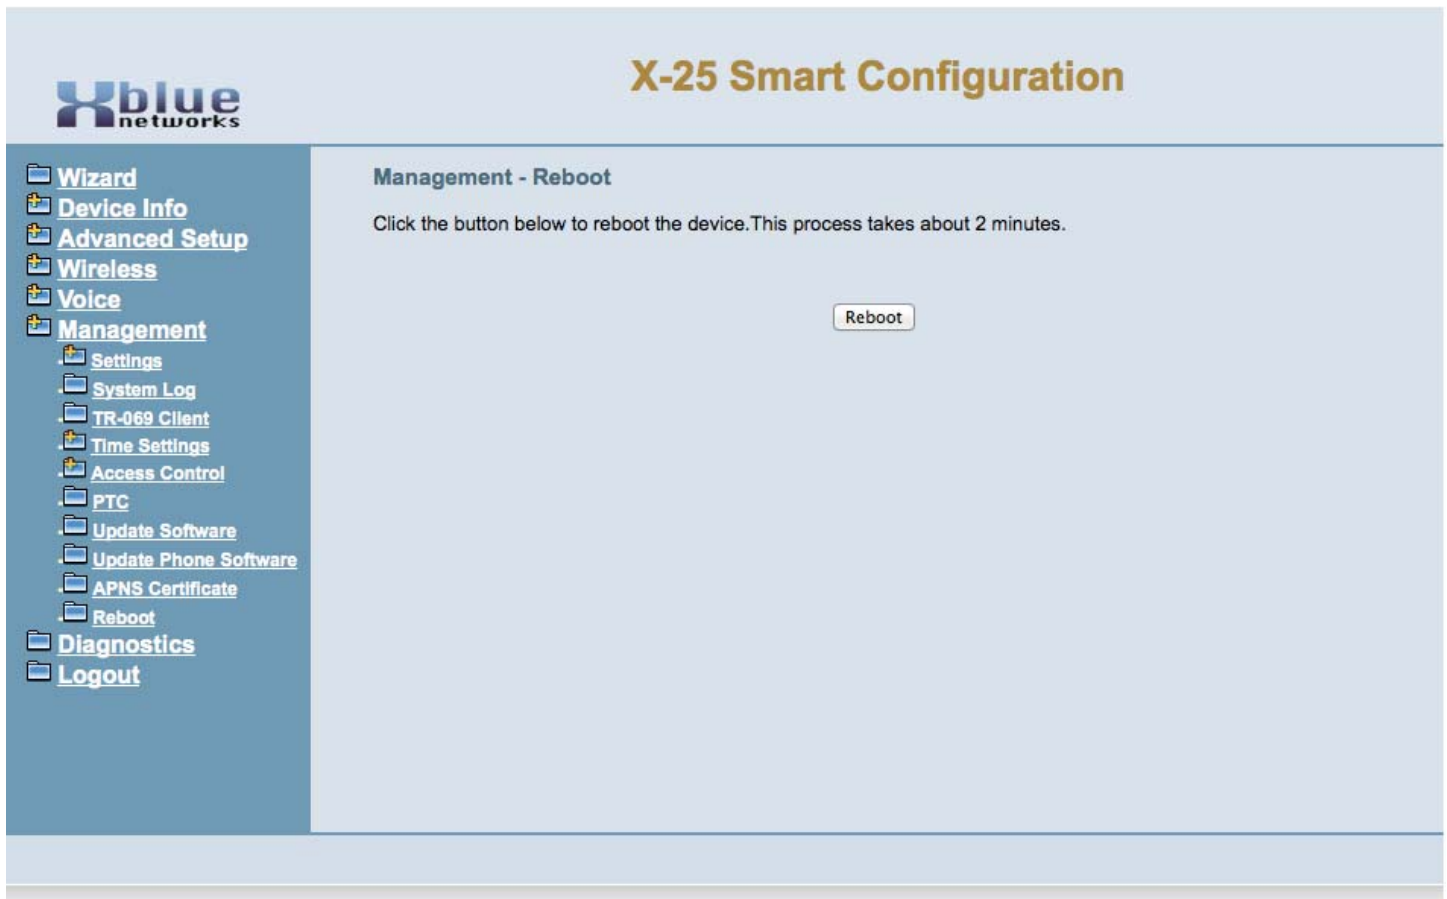 Xblue
networks
X-25 Smart Configuration
Wizard
Device Info
Advanced Setup
Wireless
Voice
Management
Settings
System Log
TR-069 Client
Time Settings
Access Control
PTC
Update Software
Update Phone Software
APNS Certificate
Reboot
Diagnostics
Logout
Management - Reboot
Click the button below to reboot the device.This process takes about 2 minutes.
Reboot